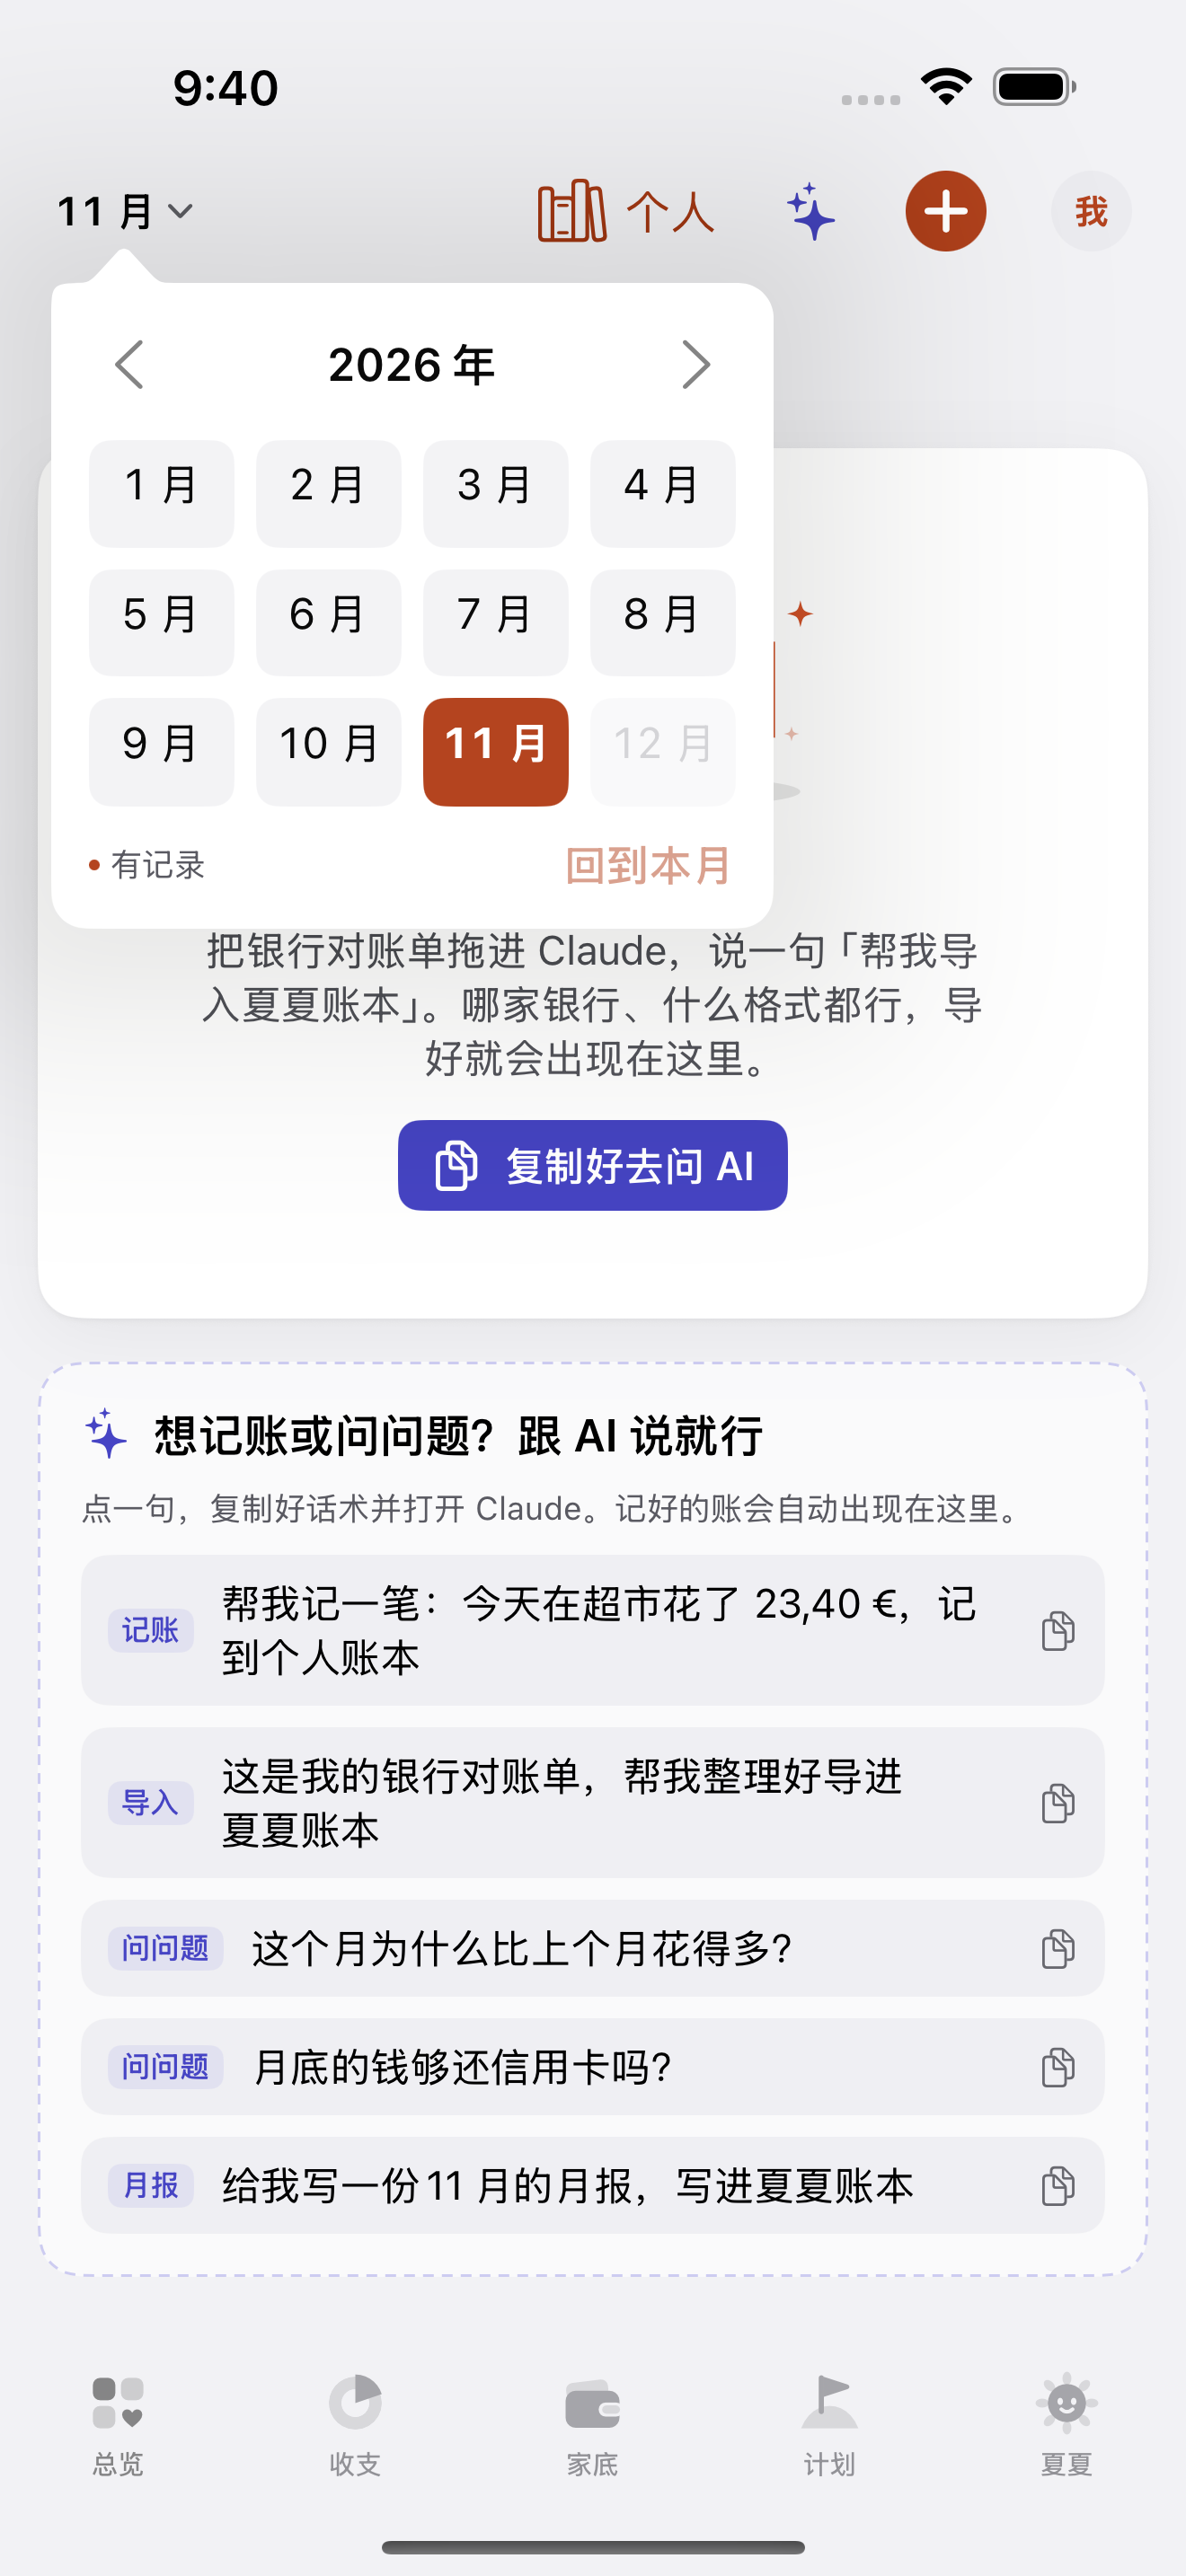 9:40
11 月
个人
我
2026 年
1 月 2 月 3 月 4 月
5 月 6 月 7 月 8 月
9 月 10 月 11 月 12 月
有记录
回到本月
把银行对账单拖进 Claude，说一句「帮我导
入夏夏账本」。哪家银行、什么格式都行，导
好就会出现在这里。
复制好去问 AI
想记账或问问题？跟 AI 说就行
点一句，复制好话术并打开 Claude。记好的账会自动出现在这里。
记账
帮我记一笔：今天在超市花了 23,40 €，记
到个人账本
导入
这是我的银行对账单，帮我整理好导进
夏夏账本
问问题
这个月为什么比上个月花得多?
问问题
月底的钱够还信用卡吗?
月报
给我写一份 11 月的月报，写进夏夏账本
总览
收支
家底
计划
夏夏